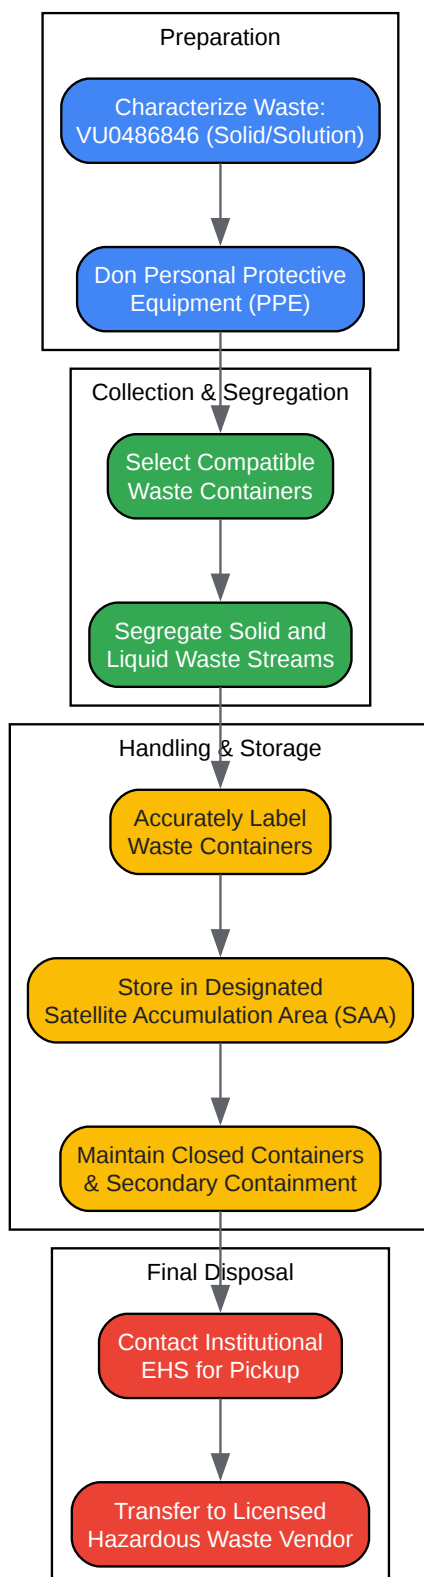 Preparation
Characterize Waste:
VU0486846 (Solid/Solution)
Don Personal Protective
Equipment (PPE)
Collection & Segregation
Select Compatible
Waste Containers
Segregate Solid and
Liquid Waste Streams
Handling & Storage
Accurately Label
Waste Containers
Store in Designated
Satellite Accumulation Area (SAA)
Maintain Closed Containers
& Secondary Containment
Final Disposal
Contact Institutional
EHS for Pickup
Transfer to Licensed
Hazardous Waste Vendor